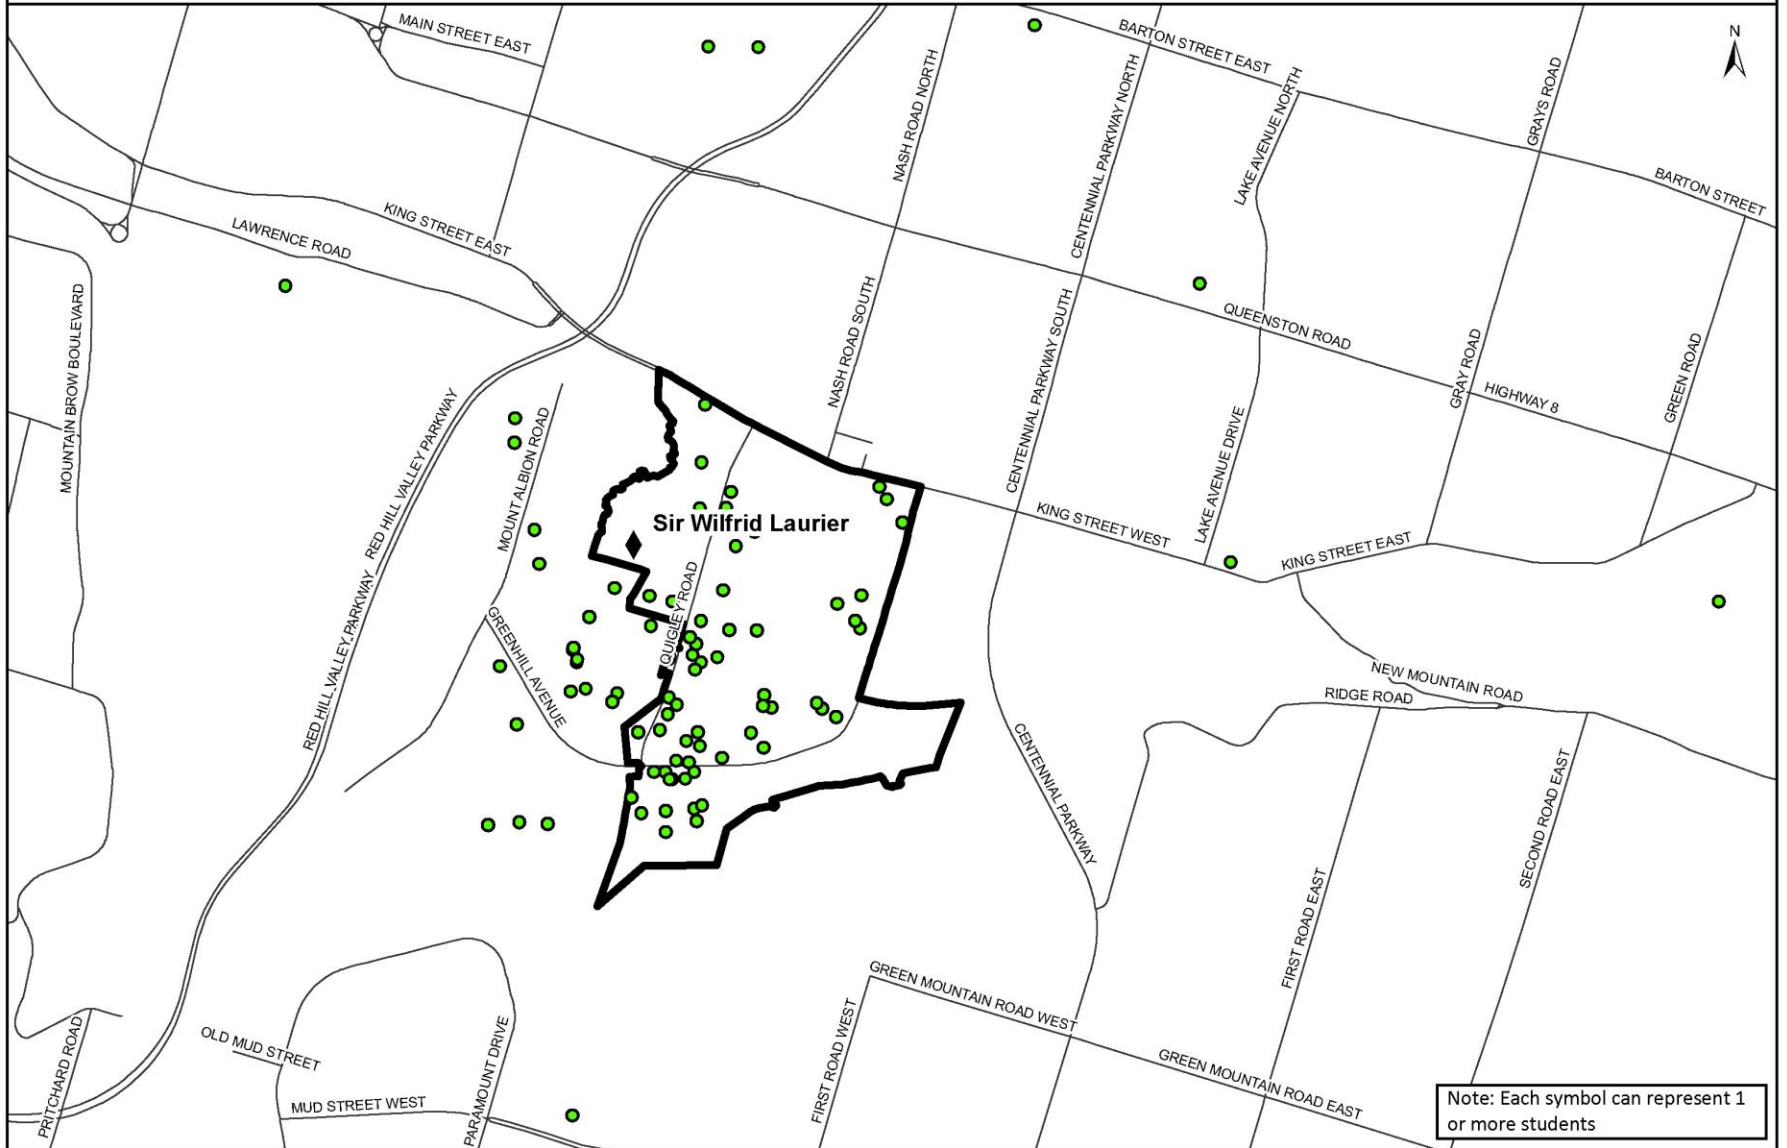 MAIN STREET EAST
BARTON STREET EAST
N
NASH ROAD NORTH
CENTENNIAL PARKWAY NORTH
LAKE AVENUE NORTH
GRAYS ROAD
BARTON STREET
KING STREET EAST
LAWRENCE ROAD
MOUNTAIN BROW BOULEVARD
NASH ROAD SOUTH
CENTENNIAL PARKWAY SOUTH
QUEENSTON ROAD
GRAY ROAD
HIGHWAY 8
GREEN ROAD
RED HILL VALLEY PARKWAY
MOUNT ALBION ROAD
LAKE AVENUE DRIVE
Sir Wilfrid Laurier
KING STREET WEST
KING STREET EAST
RED HILL VALLEY PARKWAY
GREENHILL AVENUE
QUIGLEY ROAD
NEW MOUNTAIN ROAD
RIDGE ROAD
CENTENNIAL PARKWAY
SECOND ROAD EAST
FIRST ROAD EAST
GREEN MOUNTAIN ROAD WEST
FIRST ROAD WEST
OLD MUD STREET
PRITCHARD ROAD
PARAMOUNT DRIVE
MUD STREET WEST
GREEN MOUNTAIN ROAD EAST
Note: Each symbol can represent 1
or more students